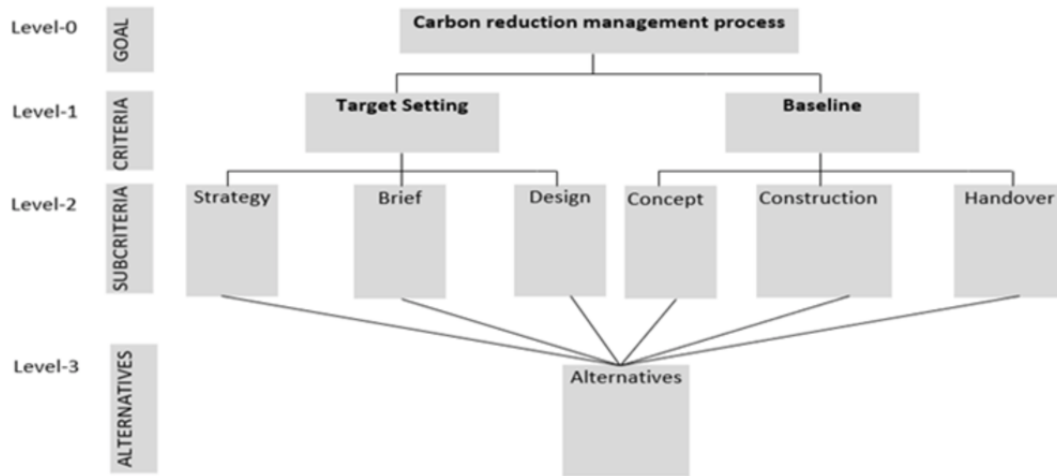 Level-0
GOAL
Carbon reduction management process
Level-1
CRITERIA
Target Setting
Baseline
Level-2
SUBCRITERIA
Strategy
Brief
Design
Concept
Construction
Handover
Level-3
ALTERNATIVES
Alternatives